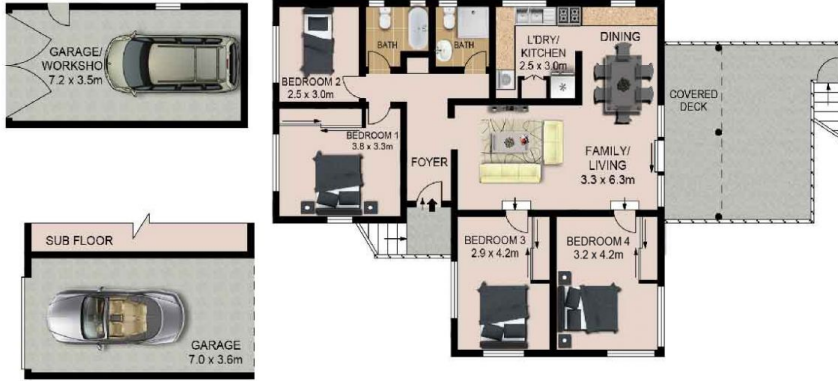 GARAGE/
WORKSHO
7.2 x 3.5m
BEDROOM 2
2.5 x 3.0m
BATH
BATH
L'DRY/
KITCHEN
2.5 x 3.0m
DINING
COVERED
DECK
BEDROOM 1
3.8 x 3.3m
FOYER
FAMILY/
LIVING
3.3 x 6.3m
SUB FLOOR
GARAGE
7.0 x 3.6m
BEDROOM 3
2.9 x 4.2m
BEDROOM 4
3.2 x 4.2m